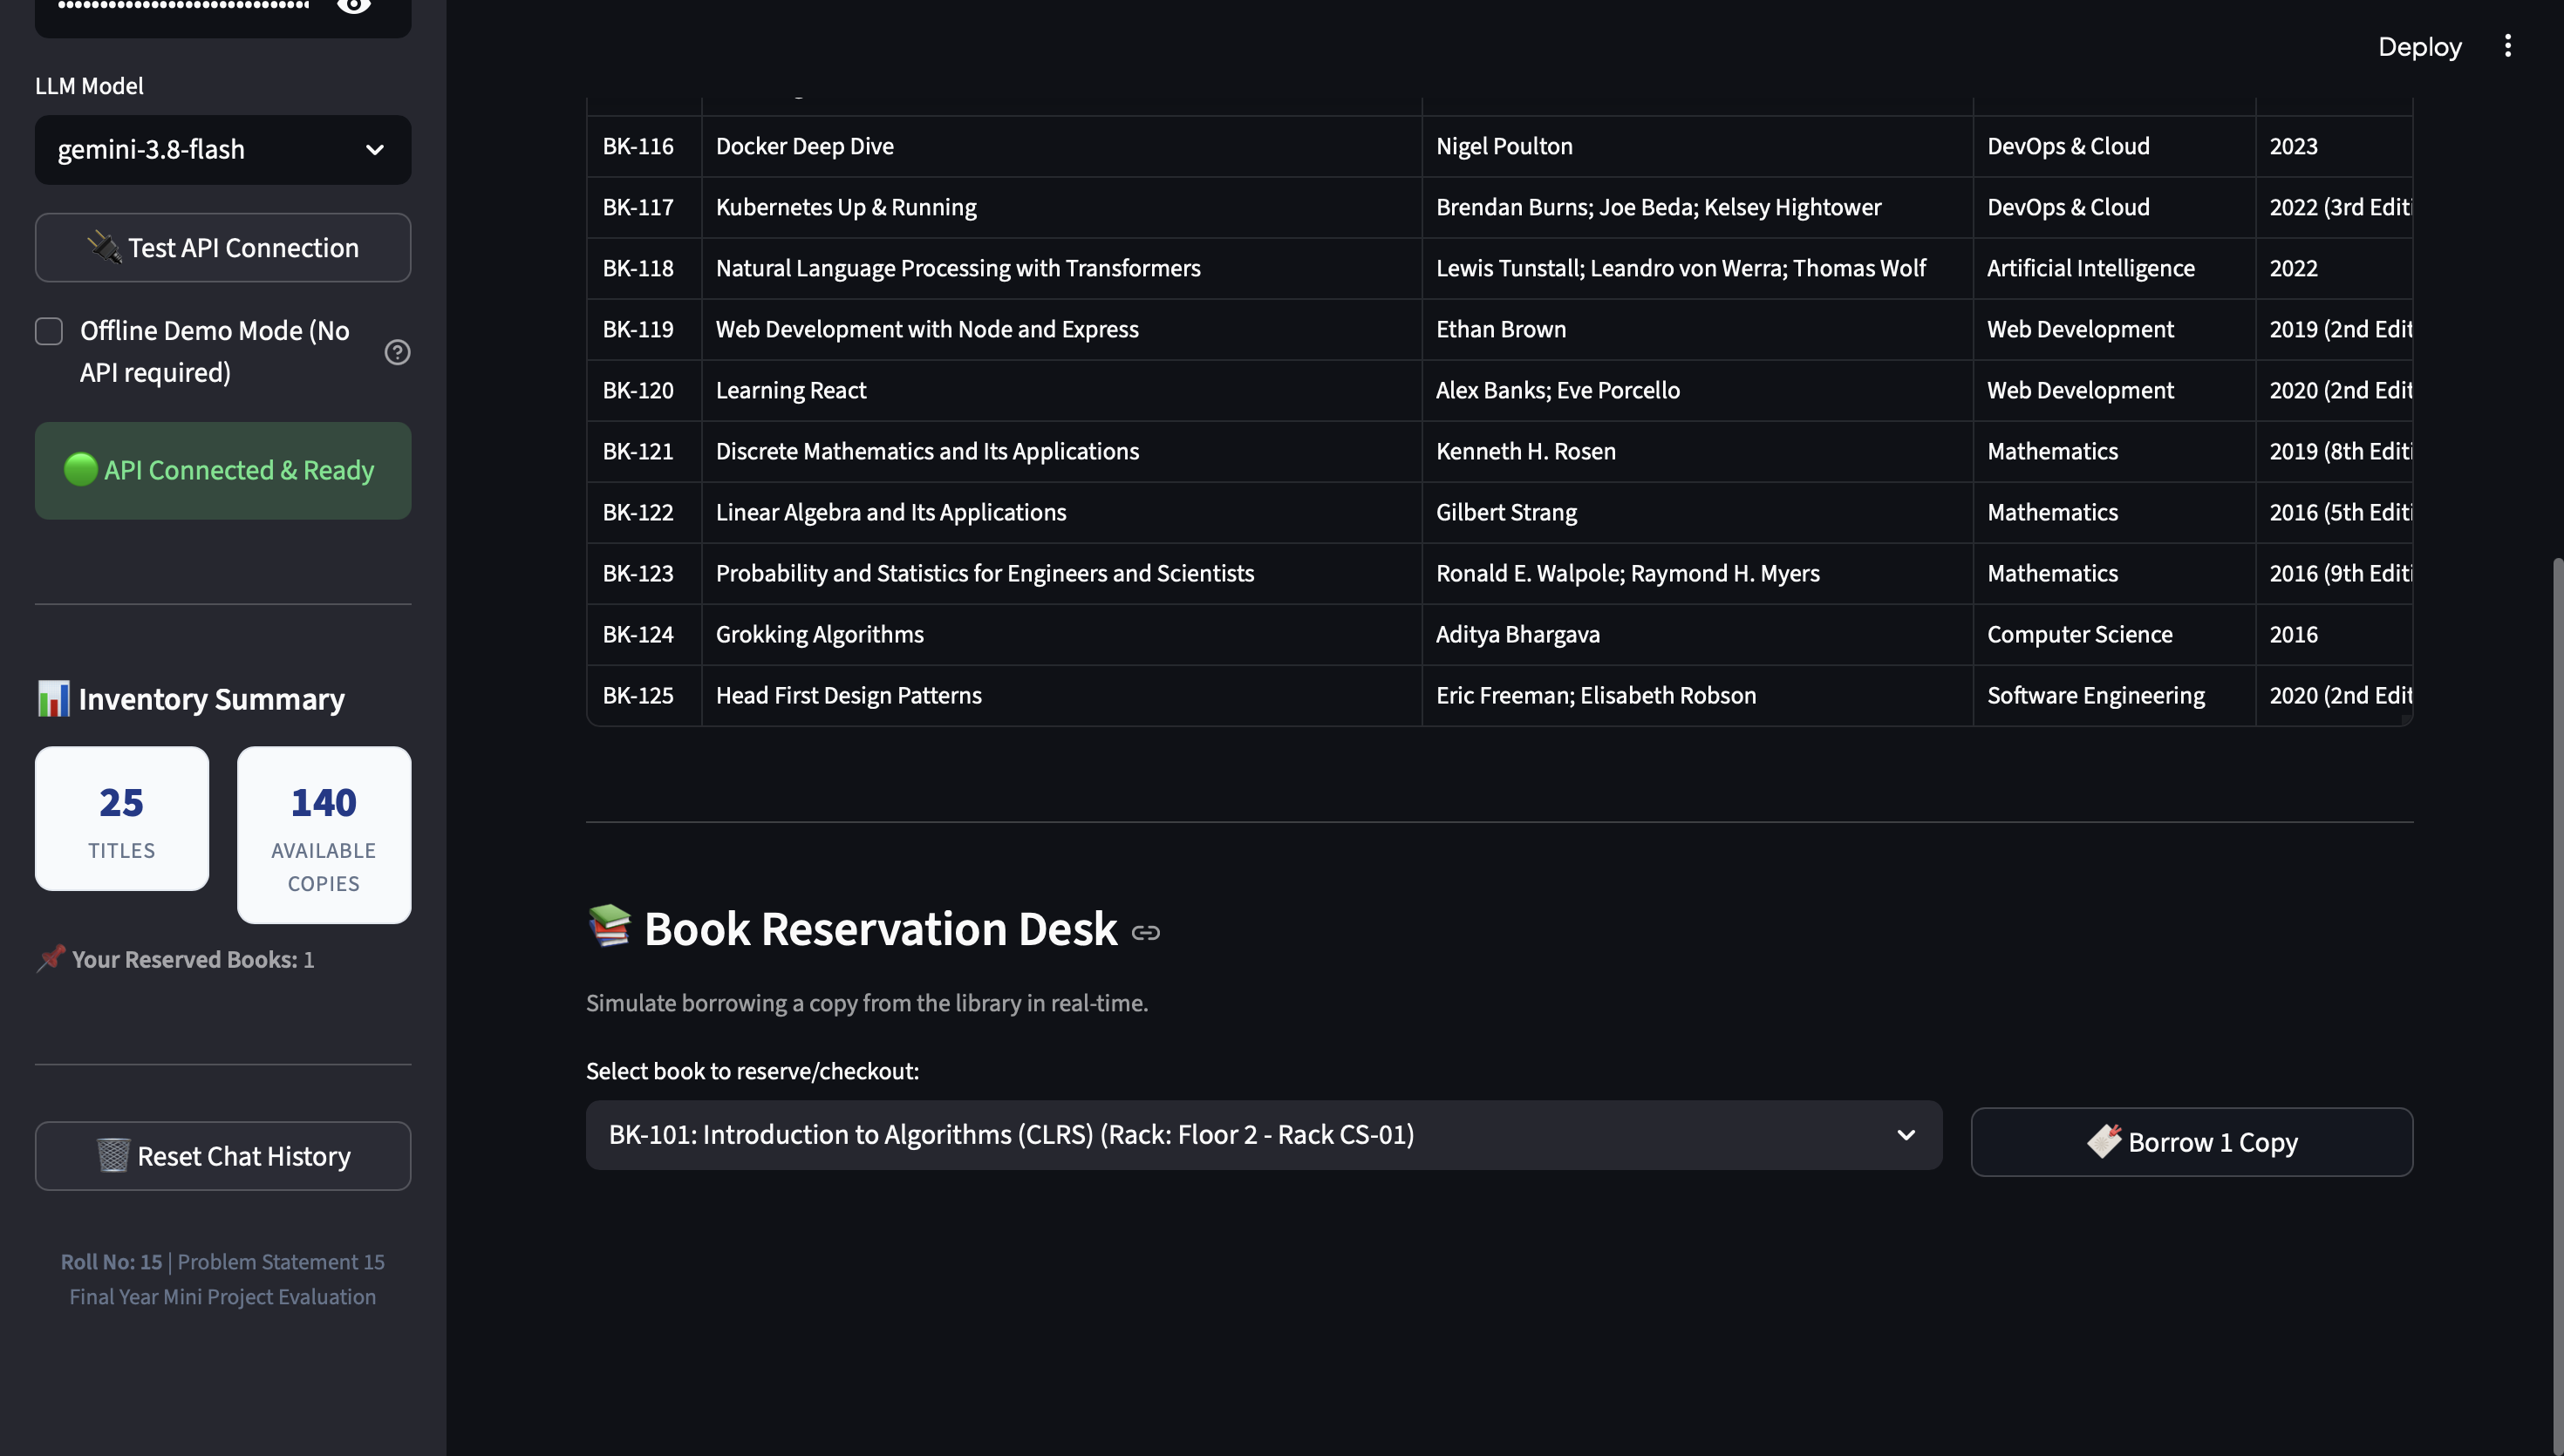 LLM Model
gemini-3.8-flash
Test API Connection
Offline Demo Mode (No
API required)
API Connected & Ready
Inventory Summary
25
TITLES
140
AVAILABLE
COPIES
Your Reserved Books: 1
Reset Chat History
Roll No: 15 | Problem Statement 15
Final Year Mini Project Evaluation
Deploy
BK-116 Docker Deep Dive Nigel Poulton DevOps & Cloud 2023
BK-117 Kubernetes Up & Running Brendan Burns; Joe Beda; Kelsey Hightower DevOps & Cloud 2022 (3rd Editi
BK-118 Natural Language Processing with Transformers Lewis Tunstall; Leandro von Werra; Thomas Wolf Artificial Intelligence 2022
BK-119 Web Development with Node and Express Ethan Brown Web Development 2019 (2nd Edit
BK-120 Learning React Alex Banks; Eve Porcello Web Development 2020 (2nd Edit
BK-121 Discrete Mathematics and Its Applications Kenneth H. Rosen Mathematics 2019 (8th Editi
BK-122 Linear Algebra and Its Applications Gilbert Strang Mathematics 2016 (5th Editi
BK-123 Probability and Statistics for Engineers and Scientists Ronald E. Walpole; Raymond H. Myers Mathematics 2016 (9th Editi
BK-124 Grokking Algorithms Aditya Bhargava Computer Science 2016
BK-125 Head First Design Patterns Eric Freeman; Elisabeth Robson Software Engineering 2020 (2nd Edit
Book Reservation Desk
Simulate borrowing a copy from the library in real-time.
Select book to reserve/checkout:
BK-101: Introduction to Algorithms (CLRS) (Rack: Floor 2 - Rack CS-01)
Borrow 1 Copy